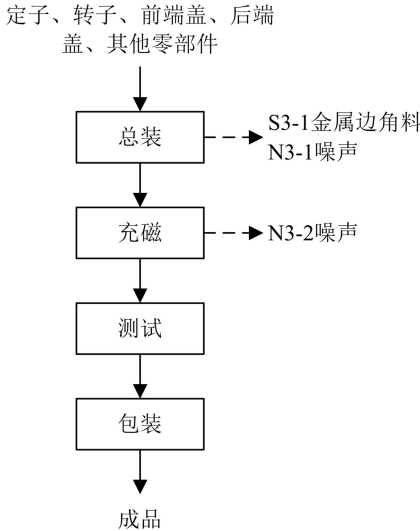 定子、转子、前端盖、后端
盖、其他零部件
总装
S3-1金属边角料
N3-1噪声
充磁
N3-2噪声
测试
包装
成品